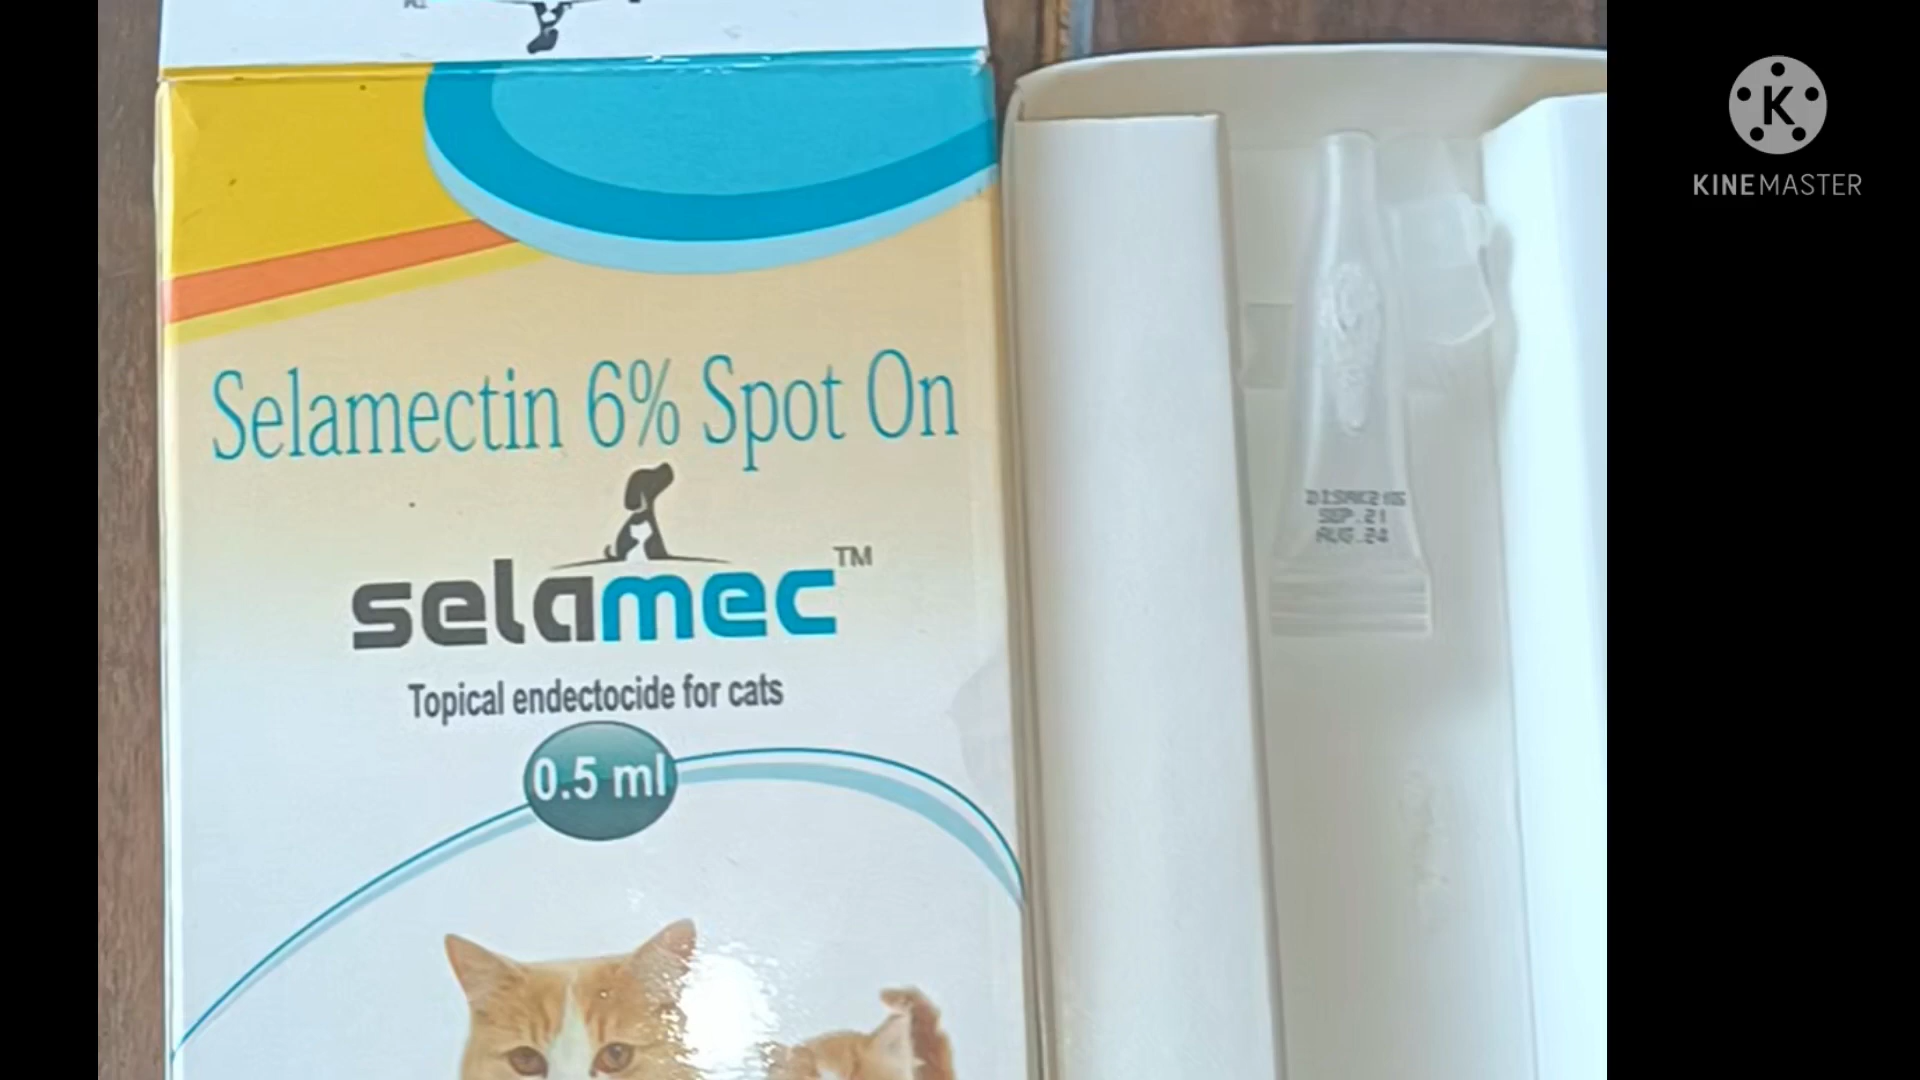 Selamectin 6% Spot On
selamec™
Topical endectocide for cats
0.5 ml
SEP.21
AUG.24
KINEMASTER